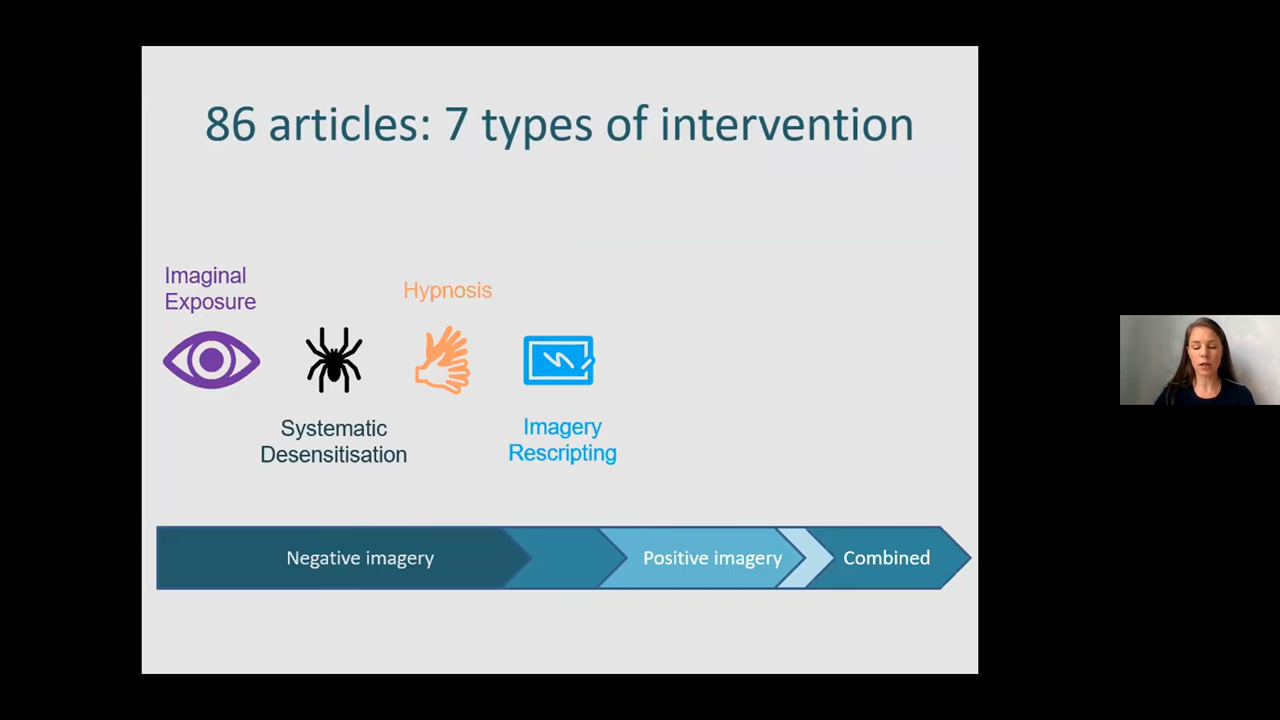 86 articles: 7 types of intervention
Imaginal
Exposure
Hypnosis
Systematic
Desensitisation
Imagery
Rescripting
Negative imagery
Positive imagery
Combined